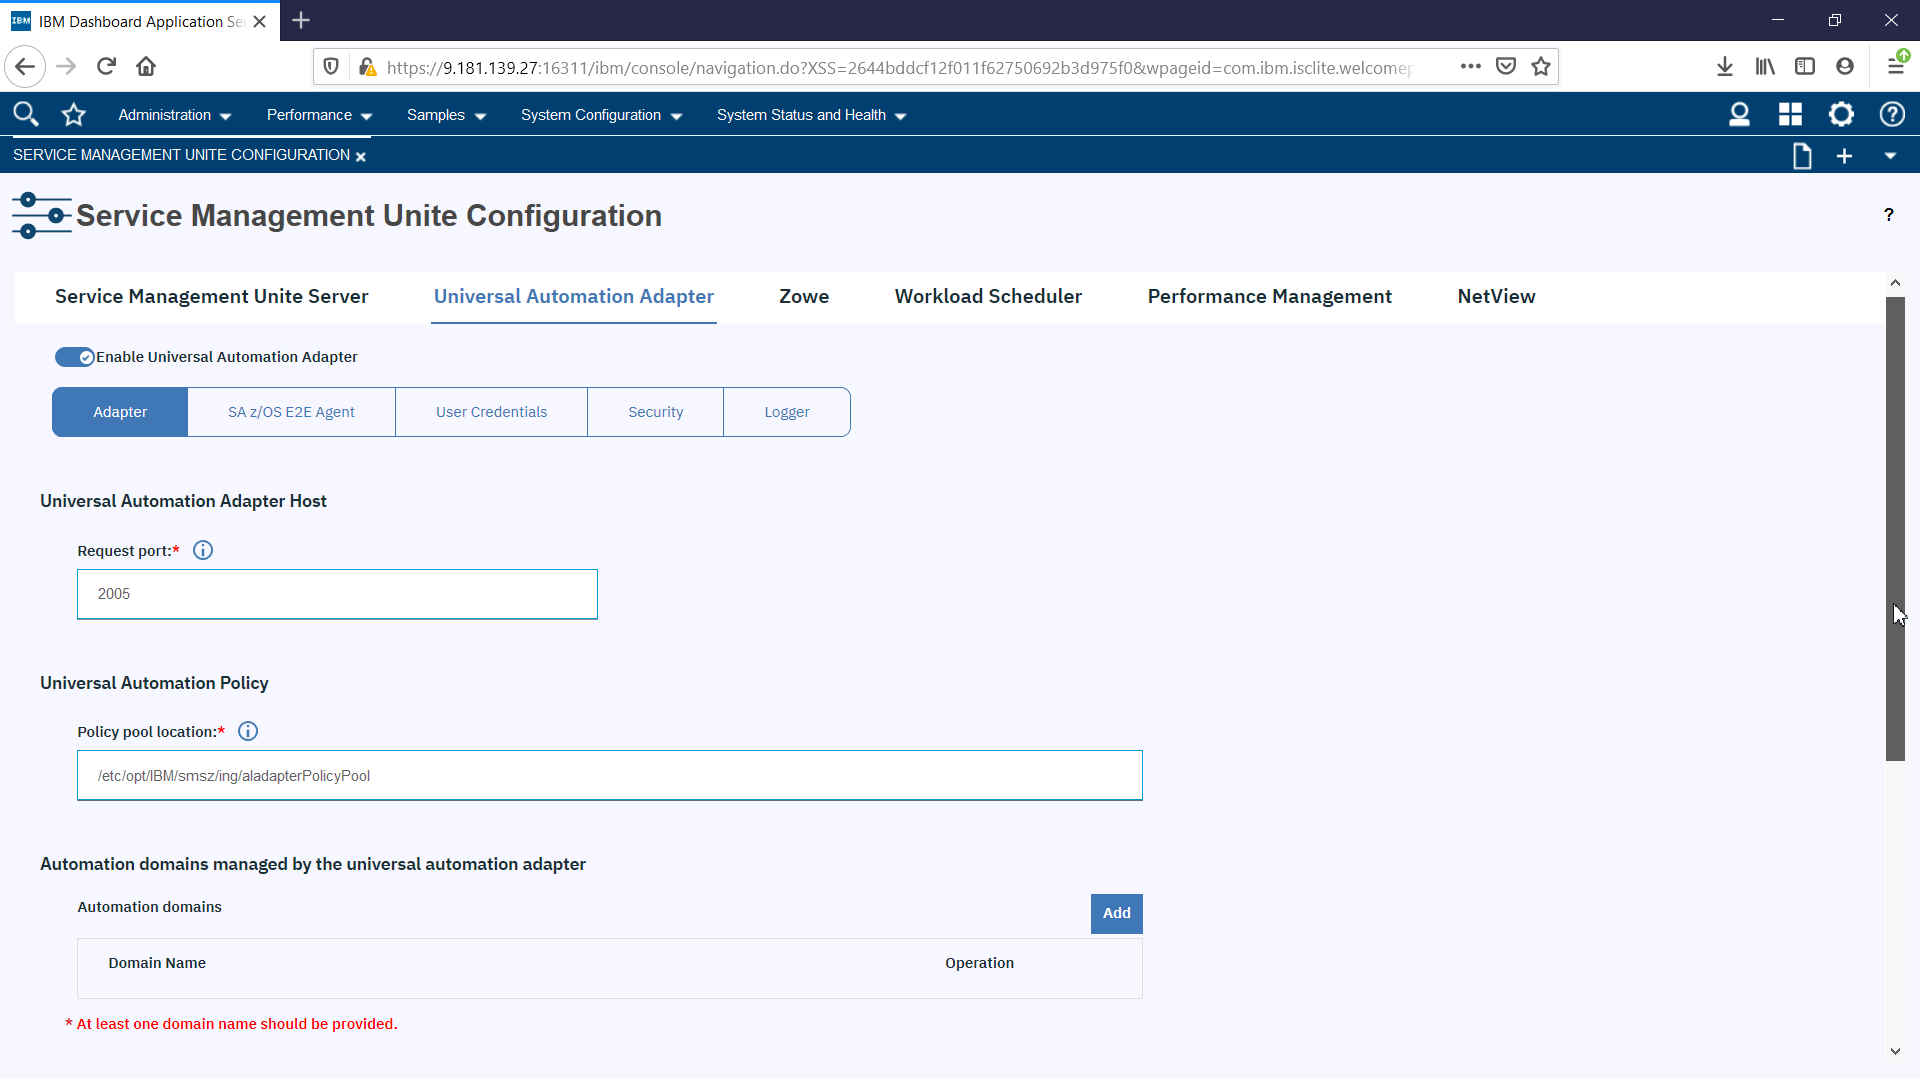 IBM IBM Dashboard Application Se
https://9.181.139.27:16311/ibm/console/navigation.do?XSS=2644bddcf12f011f62750692b3d975f0&wpageid=com.ibm.isclite.welcomep
Administration Performance Samples System Configuration System Status and Health
SERVICE MANAGEMENT UNITE CONFIGURATION
Service Management Unite Configuration ?
Service Management Unite Server Universal Automation Adapter Zowe Workload Scheduler Performance Management NetView
Enable Universal Automation Adapter
Adapter SA z/OS E2E Agent User Credentials Security Logger
Universal Automation Adapter Host
Request port:*
2005
Universal Automation Policy
Policy pool location:*
/etc/opt/IBM/smsz/ing/aladapterPolicyPool
Automation domains managed by the universal automation adapter
Automation domains Add
Domain Name Operation
* At least one domain name should be provided.